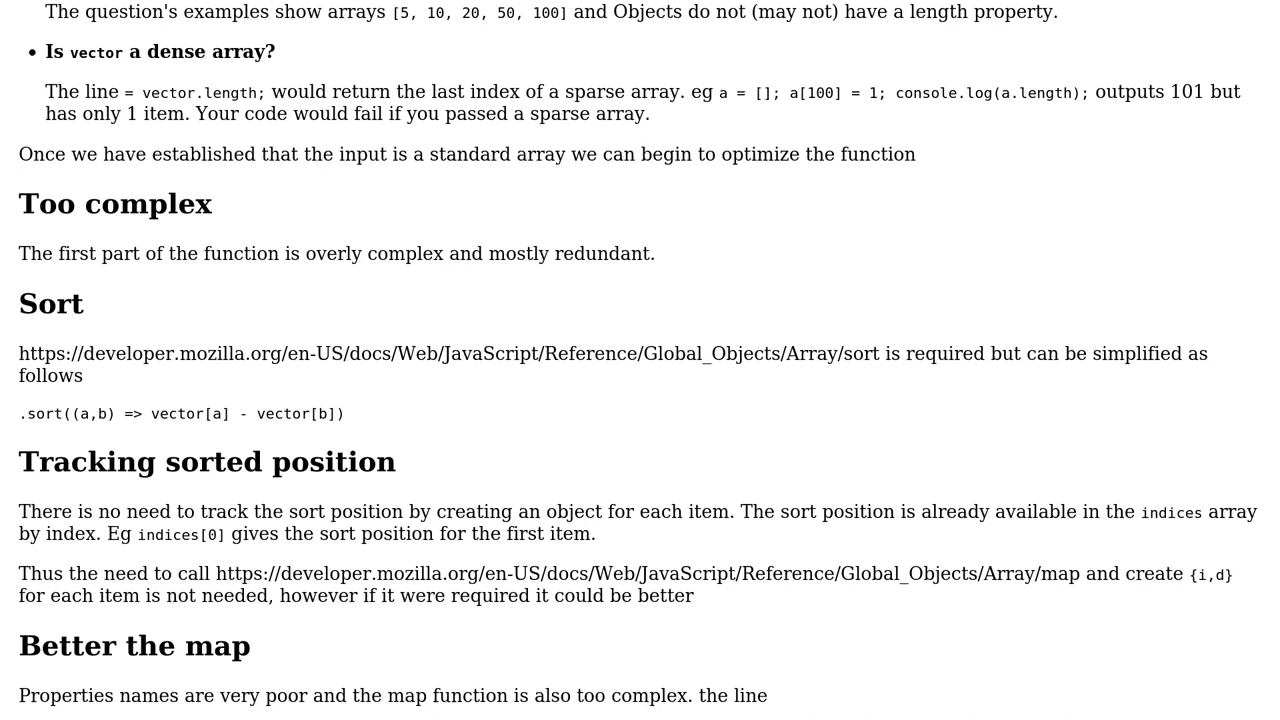 The question's examples show arrays [5, 10, 20, 50, 100] and Objects do not (may not) have a length property.
• Is vector a dense array?
The line = vector.length; would return the last index of a sparse array. eg a = []; a[100] = 1; console.log(a.length); outputs 101 but
has only 1 item. Your code would fail if you passed a sparse array.
Once we have established that the input is a standard array we can begin to optimize the function
Too complex
The first part of the function is overly complex and mostly redundant.
Sort
https://developer.mozilla.org/en-US/docs/Web/JavaScript/Reference/Global_Objects/Array/sort is required but can be simplified as
follows
.sort((a,b) => vector[a] - vector[b])
Tracking sorted position
There is no need to track the sort position by creating an object for each item. The sort position is already available in the indices array
by index. Eg indices[0] gives the sort position for the first item.
Thus the need to call https://developer.mozilla.org/en-US/docs/Web/JavaScript/Reference/Global_Objects/Array/map and create {i,d}
for each item is not needed, however if it were required it could be better
Better the map
Properties names are very poor and the map function is also too complex. the line